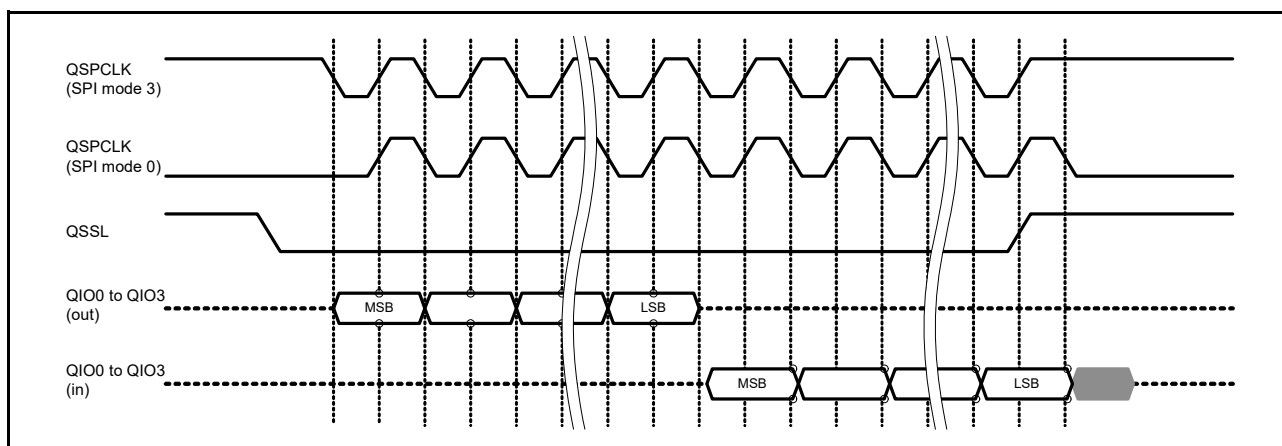 QSPCLK
(SPI mode 3)
QSPCLK
(SPI mode 0)
QSSL
QIO0 to QIO3
(out)
MSB
LSB
QIO0 to QIO3
(in)
MSB
LSB